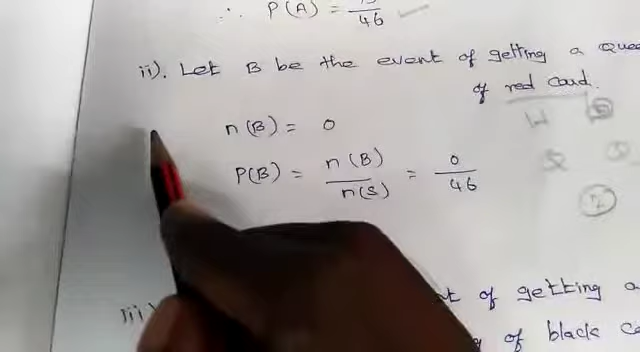 ∴ P(A) = /46
ii). Let B be the event of getting a Quee
of red card.
n(B) = 0
P(B) = n(B)/n(S) = 0/46
iii) of getting a
of black